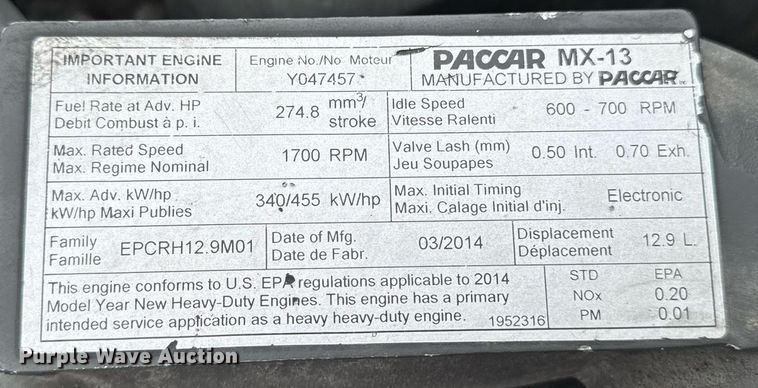 IMPORTANT ENGINE
INFORMATION
Engine No./No Moteur
Y047457
PACCAR MX-13
MANUFACTURED BY PACCAR INC
Fuel Rate at Adv. HP
Debit Combust à p. i.
274.8 mm³/
stroke
Idle Speed
Vitesse Ralenti
600 - 700 RPM
Max. Rated Speed
Max. Regime Nominal
1700 RPM
Valve Lash (mm)
Jeu Soupapes
0.50 Int. 0.70 Exh.
Max. Adv. kW/hp
kW/hp Maxi Publies
340/455 kW/hp
Max. Initial Timing
Maxi. Calage Initial d'inj.
Electronic
Family
Famille
EPCRH12.9M01
Date of Mfg.
Date de Fabr.
03/2014
Displacement
Déplacement
12.9 L.
This engine conforms to U.S. EPA regulations applicable to 2014
Model Year New Heavy-Duty Engines. This engine has a primary
intended service application as a heavy heavy-duty engine. 1952316
STD EPA
NOx 0.20
PM 0.01
Purple Wave Auction